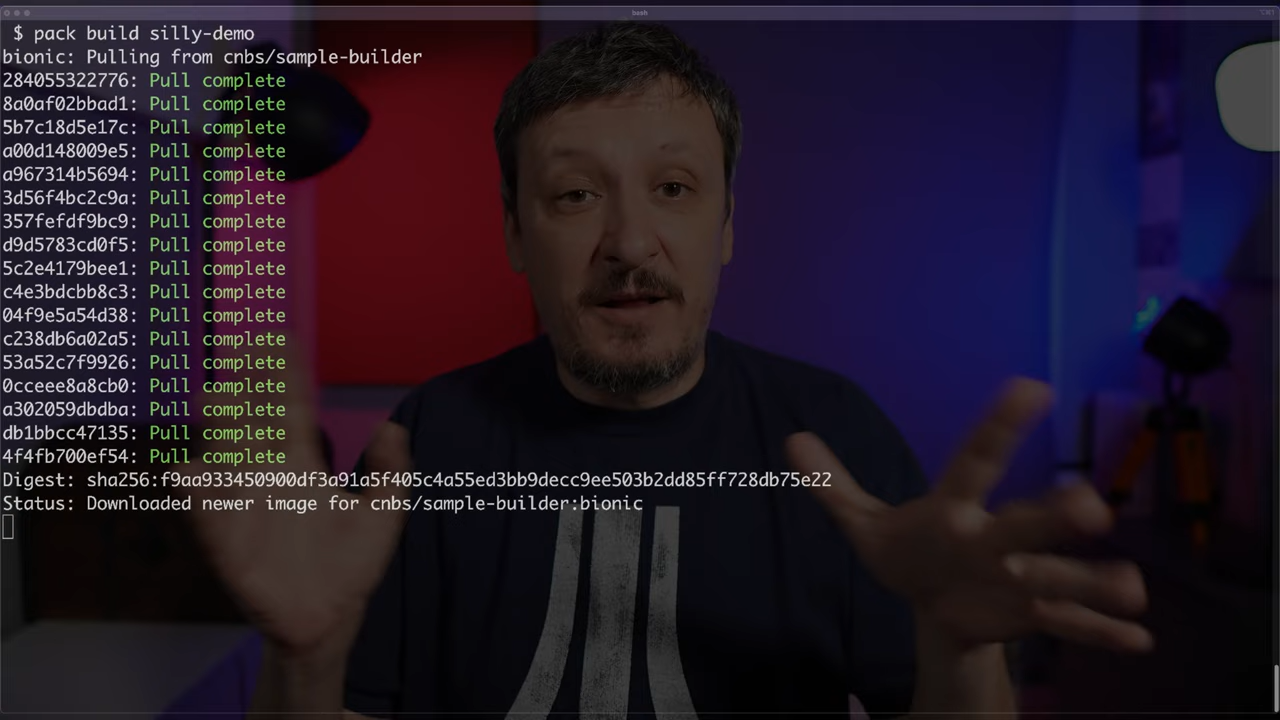 bash
$ pack build silly-demo
bionic: Pulling from cnbs/sample-builder
284055322776: Pull complete
8a0af02bbad1: Pull complete
5b7c18d5e17c: Pull complete
a00d148009e5: Pull complete
a967314b5694: Pull complete
3d56f4bc2c9a: Pull complete
357fefdf9bc9: Pull complete
d9d5783cd0f5: Pull complete
5c2e4179bee1: Pull complete
c4e3bdcbb8c3: Pull complete
04f9e5a54d38: Pull complete
c238db6a02a5: Pull complete
53a52c7f9926: Pull complete
0cceee8a8cb0: Pull complete
a302059dbdba: Pull complete
db1bbcc47135: Pull complete
4f4fb700ef54: Pull complete
Digest: sha256:f9aa933450900df3a91a5f405c4a55ed3bb9decc9ee503b2dd85ff728db75e22
Status: Downloaded newer image for cnbs/sample-builder:bionic